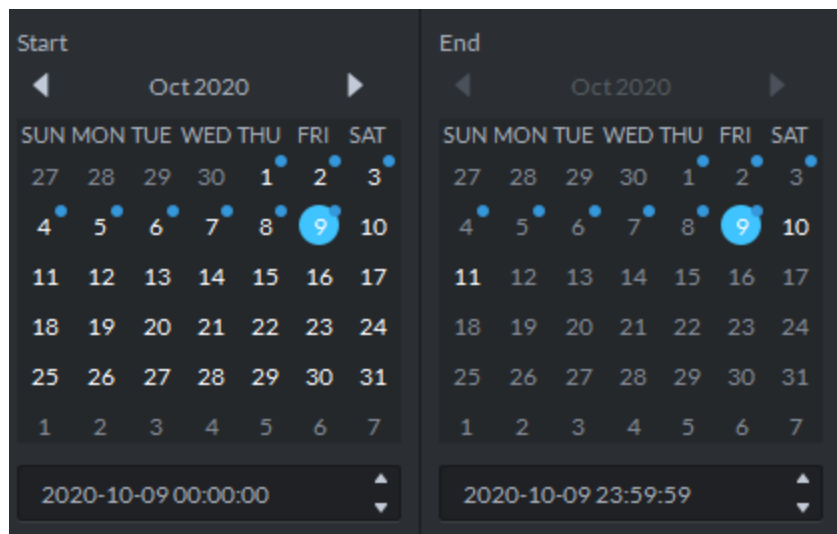 Start
Oct 2020
SUN MON TUE WED THU FRI SAT
27 28 29 30 1 2 3
4 5 6 7 8 9 10
11 12 13 14 15 16 17
18 19 20 21 22 23 24
25 26 27 28 29 30 31
1 2 3 4 5 6 7
2020-10-09 00:00:00
End
Oct 2020
SUN MON TUE WED THU FRI SAT
27 28 29 30 1 2 3
4 5 6 7 8 9 10
11 12 13 14 15 16 17
18 19 20 21 22 23 24
25 26 27 28 29 30 31
1 2 3 4 5 6 7
2020-10-09 23:59:59